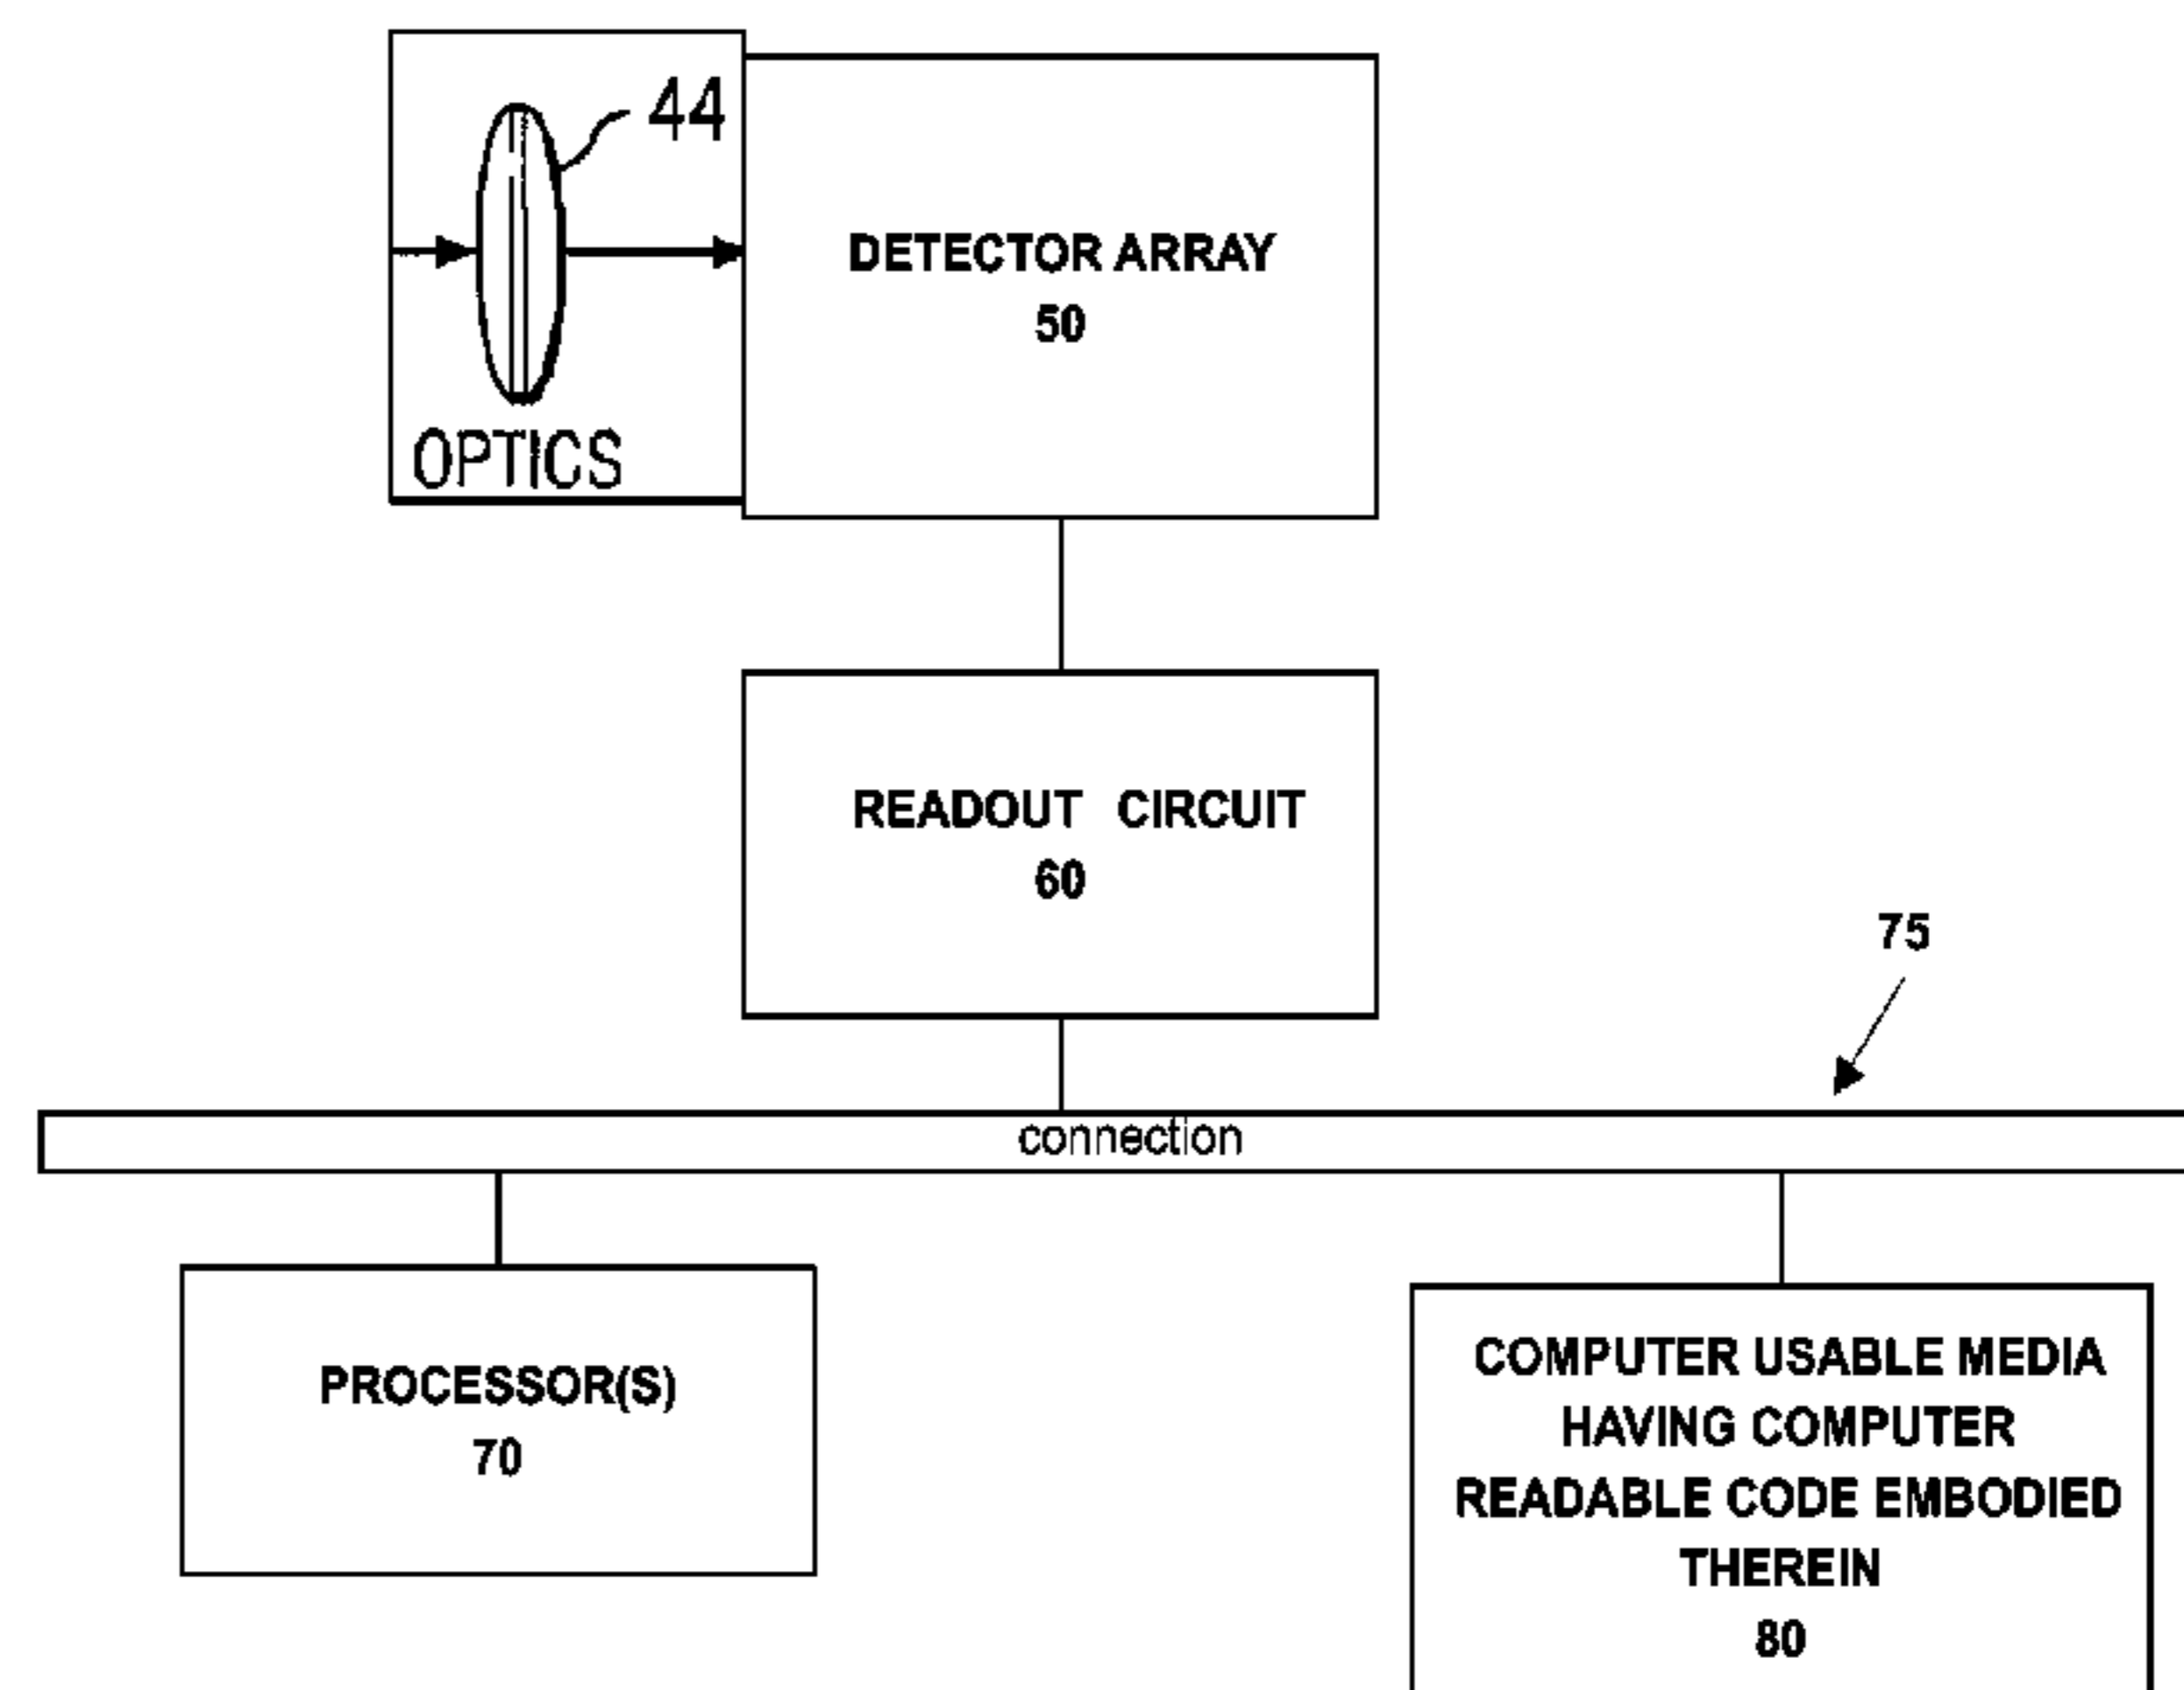 44
OPTICS
DETECTOR ARRAY
50
READOUT CIRCUIT
60
75
connection
PROCESSOR(S)
70
COMPUTER USABLE MEDIA
HAVING COMPUTER
READABLE CODE EMBODIED
THEREIN
80